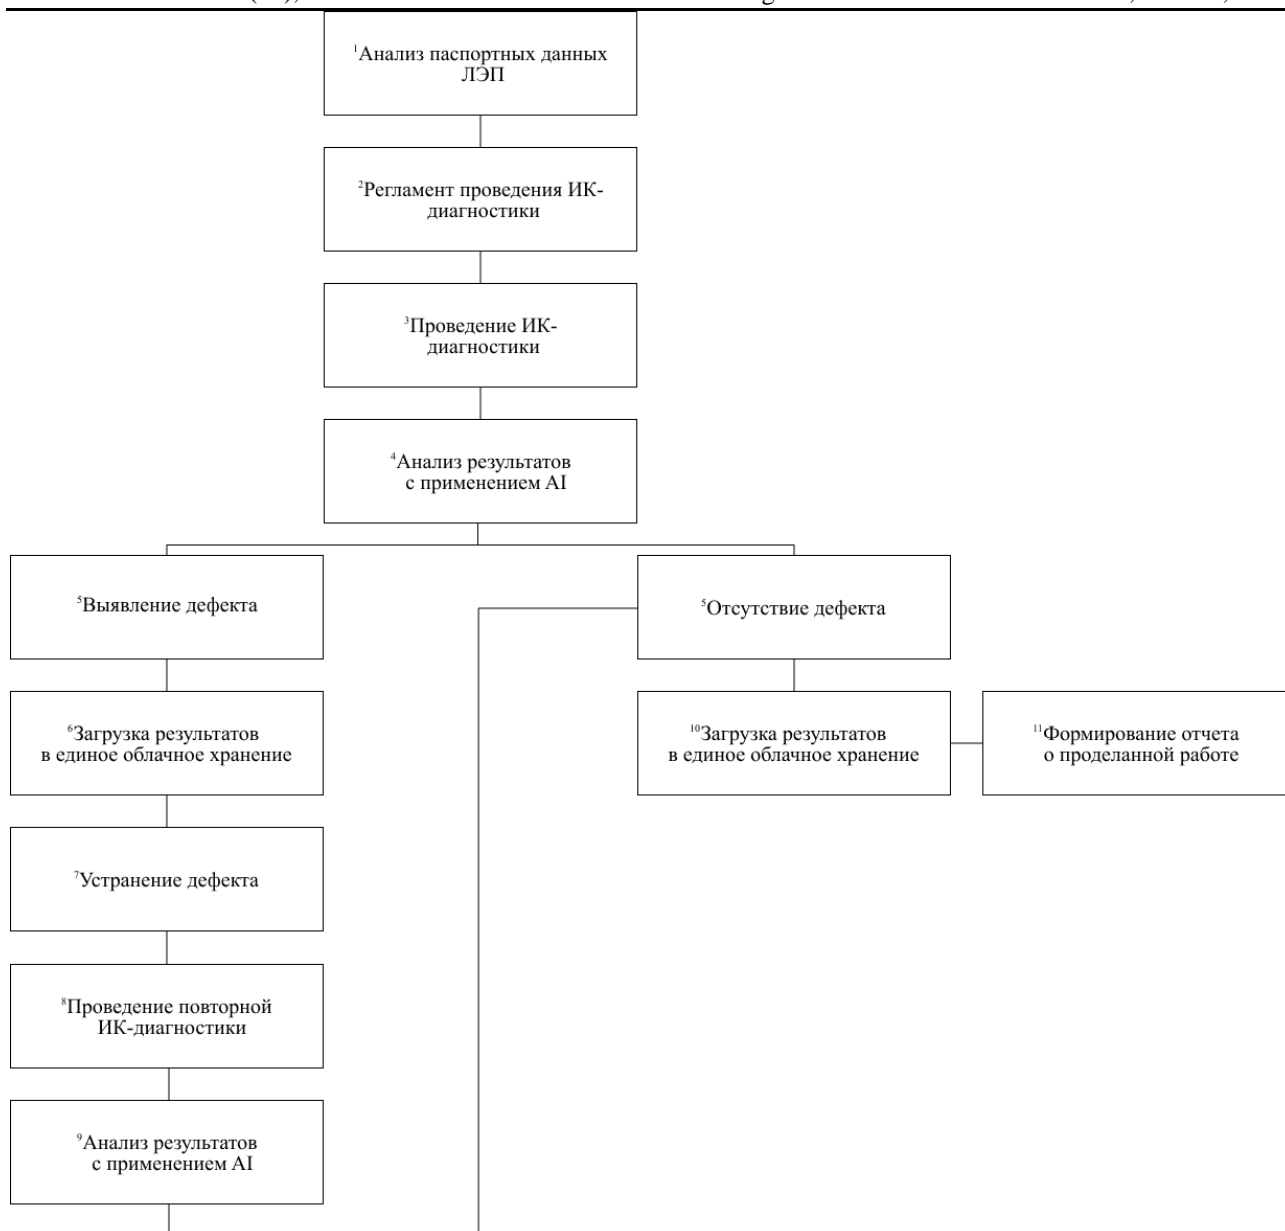 ¹Анализ паспортных данных
ЛЭП
²Регламент проведения ИК-
диагностики
³Проведение ИК-
диагностики
⁴Анализ результатов
с применением AI
⁵Выявление дефекта
⁵Отсутствие дефекта
⁶Загрузка результатов
в единое облачное хранение
¹⁰Загрузка результатов
в единое облачное хранение
¹¹Формирование отчета
о проделанной работе
⁷Устранение дефекта
⁸Проведение повторной
ИК-диагностики
⁹Анализ результатов
с применением AI